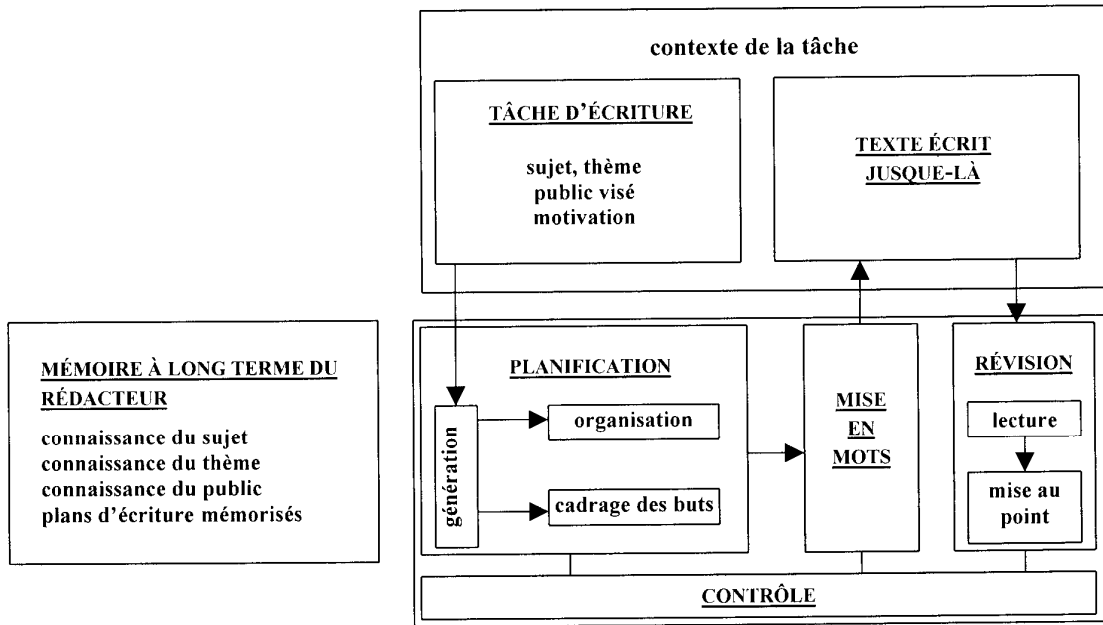 contexte de la tâche
TÂCHE D'ÉCRITURE
sujet, thème
public visé
motivation
TEXTE ÉCRIT
JUSQUE-LÀ
MÉMOIRE À LONG TERME DU
RÉDACTEUR
connaissance du sujet
connaissance du thème
connaissance du public
plans d'écriture mémorisés
PLANIFICATION
génération
organisation
cadrage des buts
MISE
EN
MOTS
RÉVISION
lecture
mise au
point
CONTRÔLE